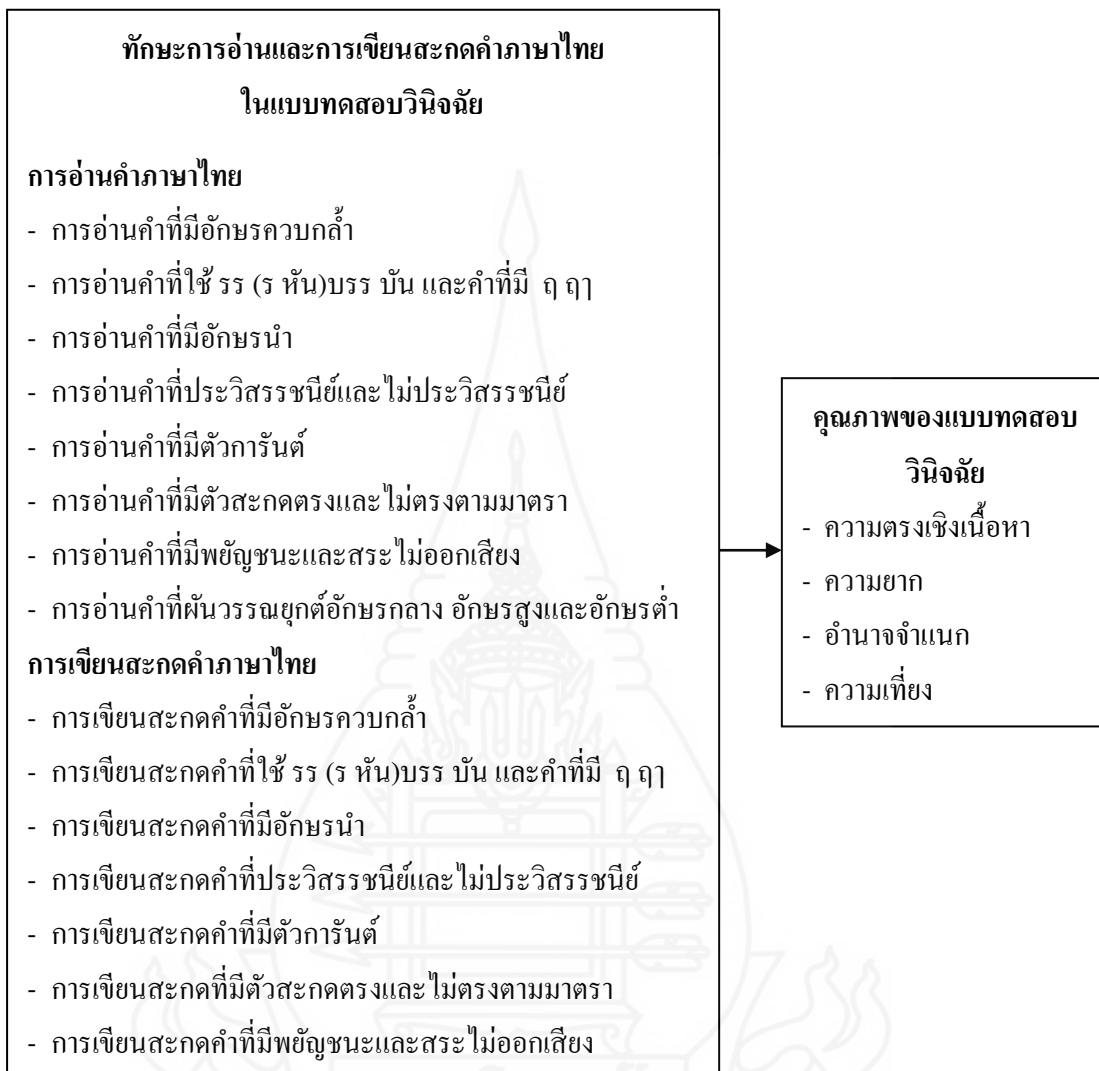 ทักษะการอ่านและการเขียนสะกดคำภาษาไทย
ในแบบทดสอบวินิจฉัย
การอ่านคำภาษาไทย
- การอ่านคำที่มีอักษรควบกล้ำ
- การอ่านคำที่ใช้ รร (ร หัน)บรร บัน และคำที่มี ฤ ฤๅ
- การอ่านคำที่มีอักษรนำ
- การอ่านคำที่ประวิสรรชนีย์และไม่ประวิสรรชนีย์
- การอ่านคำที่มีตัวการันต์
- การอ่านคำที่มีตัวสะกดตรงและไม่ตรงตามมาตรา
- การอ่านคำที่มีพยัญชนะและสระไม่ออกเสียง
- การอ่านคำที่ผันวรรณยุกต์อักษรกลาง อักษรสูงและอักษรต่ำ
การเขียนสะกดคำภาษาไทย
- การเขียนสะกดคำที่มีอักษรควบกล้ำ
- การเขียนสะกดคำที่ใช้ รร (ร หัน)บรร บัน และคำที่มี ฤ ฤๅ
- การเขียนสะกดคำที่มีอักษรนำ
- การเขียนสะกดคำที่ประวิสรรชนีย์และไม่ประวิสรรชนีย์
- การเขียนสะกดคำที่มีตัวการันต์
- การเขียนสะกดที่มีตัวสะกดตรงและไม่ตรงตามมาตรา
- การเขียนสะกดคำที่มีพยัญชนะและสระไม่ออกเสียง
คุณภาพของแบบทดสอบ
วินิจฉัย
- ความตรงเชิงเนื้อหา
- ความยาก
- อำนาจจำแนก
- ความเที่ยง